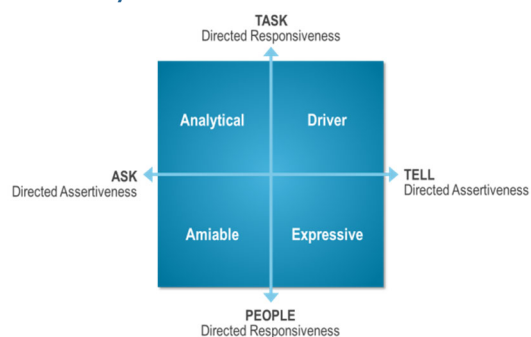 TASK
Directed Responsiveness
Analytical
Driver
ASK
Directed Assertiveness
TELL
Directed Assertiveness
Amiable
Expressive
PEOPLE
Directed Responsiveness